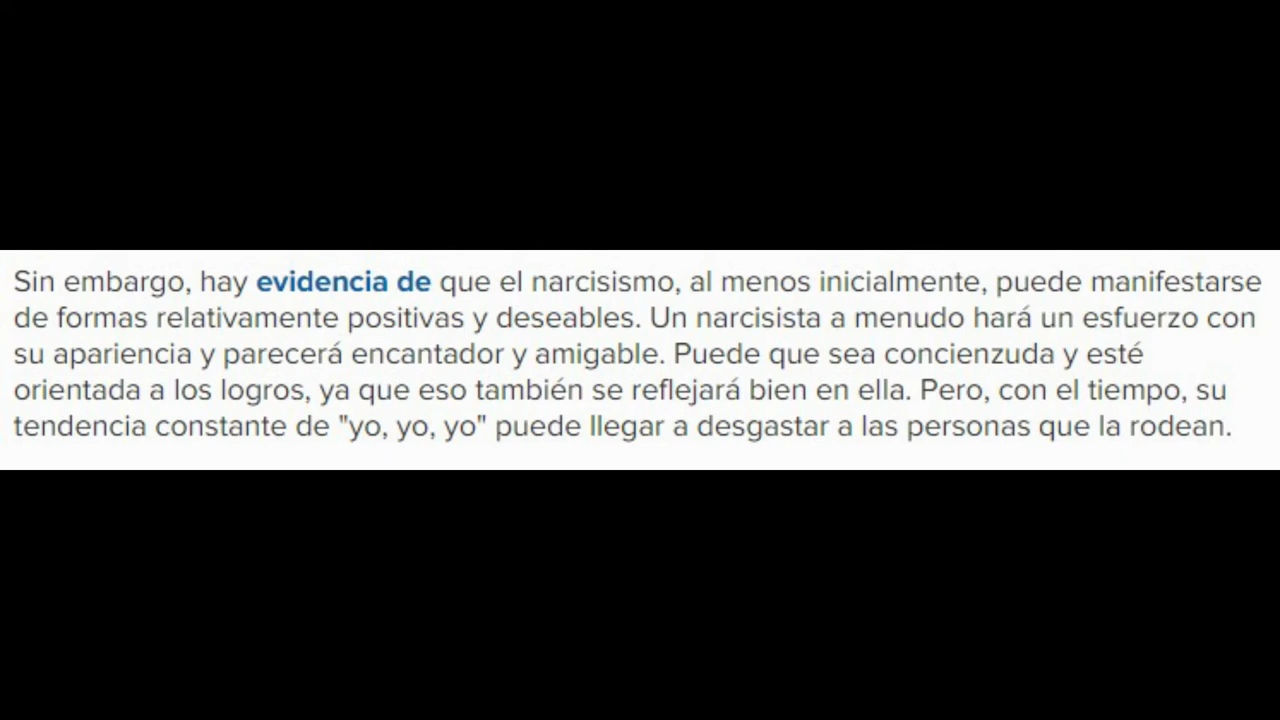 Sin embargo, hay evidencia de que el narcisismo, al menos inicialmente, puede manifestarse
de formas relativamente positivas y deseables. Un narcisista a menudo hará un esfuerzo con
su apariencia y parecerá encantador y amigable. Puede que sea concienzuda y esté
orientada a los logros, ya que eso también se reflejará bien en ella. Pero, con el tiempo, su
tendencia constante de "yo, yo, yo" puede llegar a desgastar a las personas que la rodean.